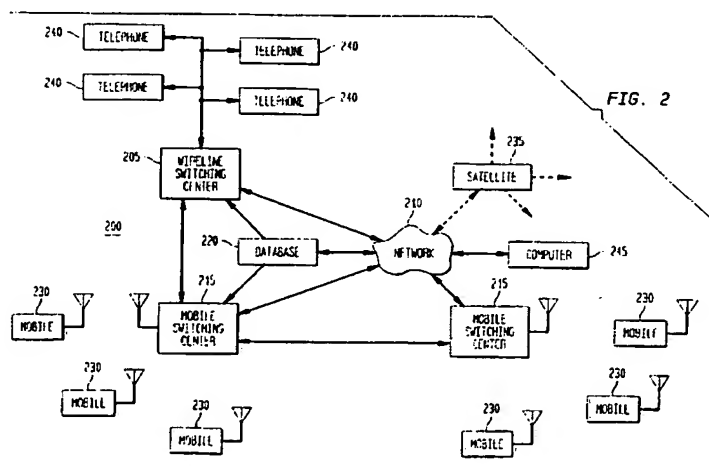 240 TELEPHONE
TELEPHONE 240
240 TELEPHONE
TELEPHONE 240
FIG. 2
205
WIRELINE
SWITCHING
CENTER
235
SATELLITE
200
210
NETWORK
220
DATABASE
COMPUTER 245
215
MOBILE
SWITCHING
CENTER
215
MOBILE
SWITCHING
CENTER
230
MOBILE
230
MOBILE
230
MOBILE
230
MOBILE
230
MOBILE
230
MOBILE